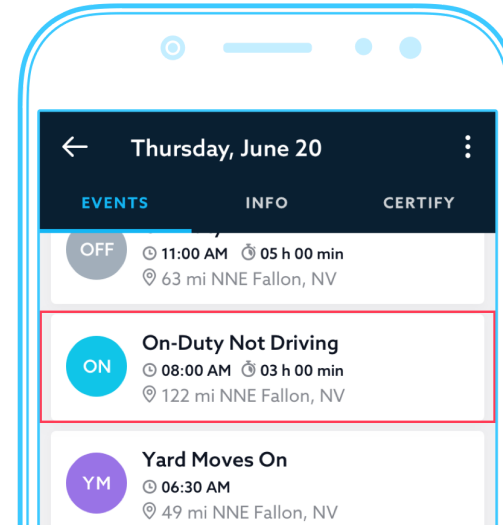 Thursday, June 20
EVENTS INFO CERTIFY
OFF
11:00 AM 05 h 00 min
63 mi NNE Fallon, NV
On-Duty Not Driving
ON
08:00 AM 03 h 00 min
122 mi NNE Fallon, NV
Yard Moves On
YM
06:30 AM
49 mi NNE Fallon, NV